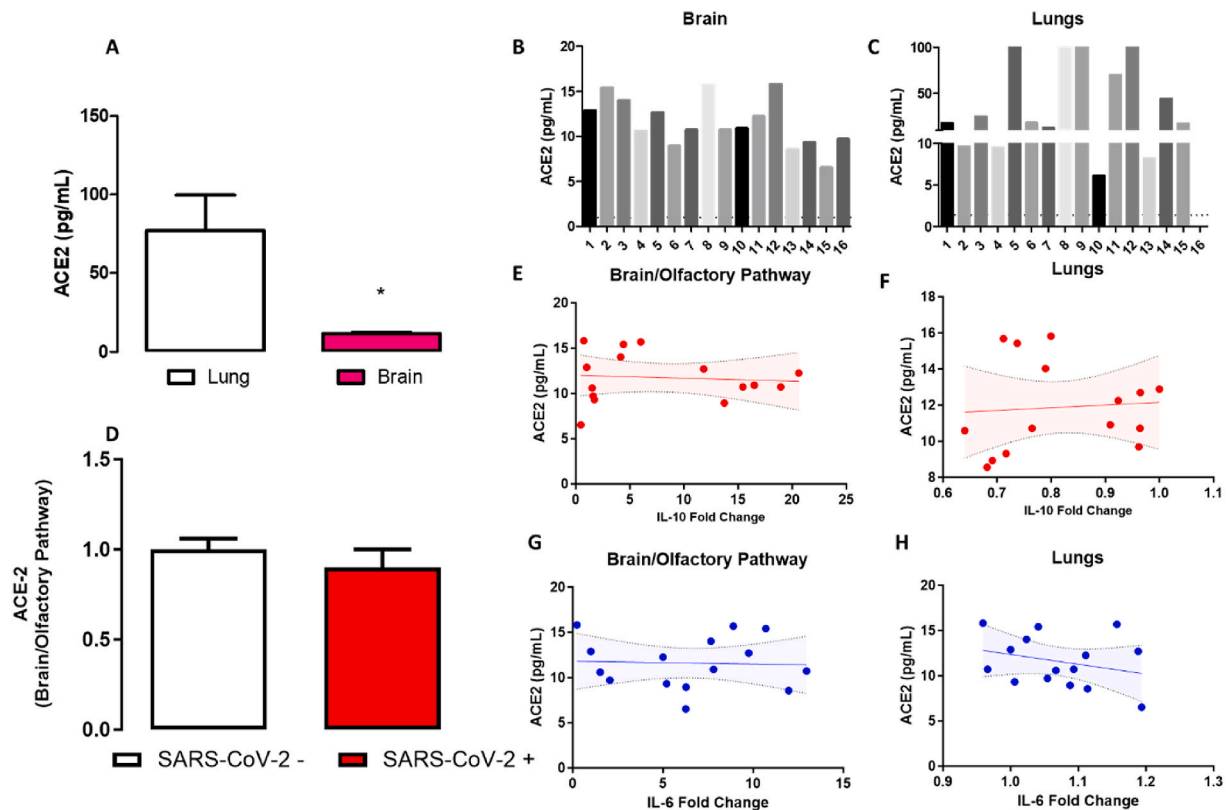 A
ACE2 (pg/mL)
150
100
50
0
*
Lung
Brain
B
Brain
ACE2 (pg/mL)
20
15
10
5
0
1 2 3 4 5 6 7 8 9 10 11 12 13 14 15 16
C
Lungs
ACE2 (pg/mL)
100
50
10
5
0
1 2 3 4 5 6 7 8 9 10 11 12 13 14 15 16
D
ACE-2
(Brain/Olfactory Pathway)
1.5
1.0
0.5
0.0
SARS-CoV-2 -
SARS-CoV-2 +
E
Brain/Olfactory Pathway
ACE2 (pg/mL)
20
15
10
5
0
0 5 10 15 20 25
IL-10 Fold Change
F
Lungs
ACE2 (pg/mL)
18
16
14
12
10
8
0.6 0.7 0.8 0.9 1.0 1.1
IL-10 Fold Change
G
Brain/Olfactory Pathway
ACE2 (pg/mL)
20
15
10
5
0
0 5 10 15
IL-6 Fold Change
H
Lungs
ACE2 (pg/mL)
20
15
10
5
0
0.9 1.0 1.1 1.2 1.3
IL-6 Fold Change